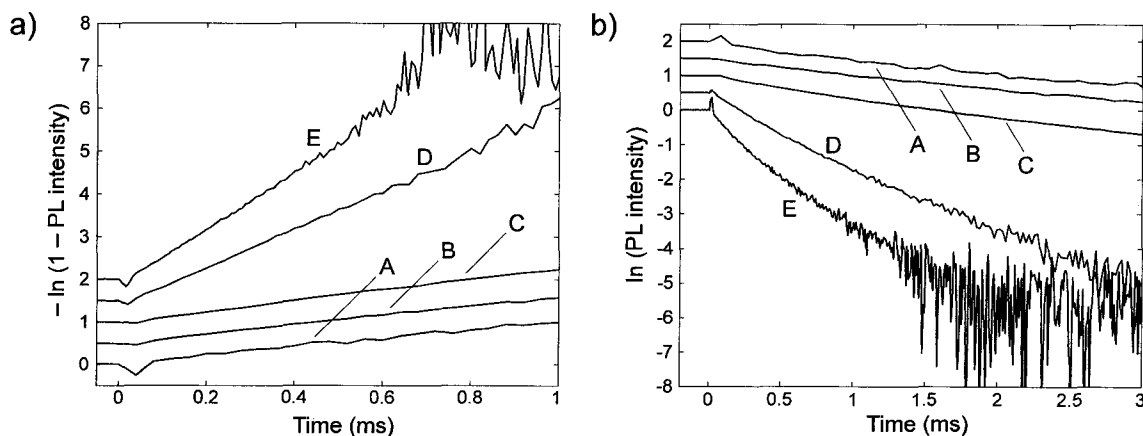 a)
– ln (1 – PL intensity)
8
7
6
5
4
3
2
1
0
E
D
C
B
A
0
0.2
0.4
0.6
0.8
1
Time (ms)
b)
ln (PL intensity)
2
1
0
-1
-2
-3
-4
-5
-6
-7
-8
A
B
C
D
E
0
0.5
1
1.5
2
2.5
3
Time (ms)